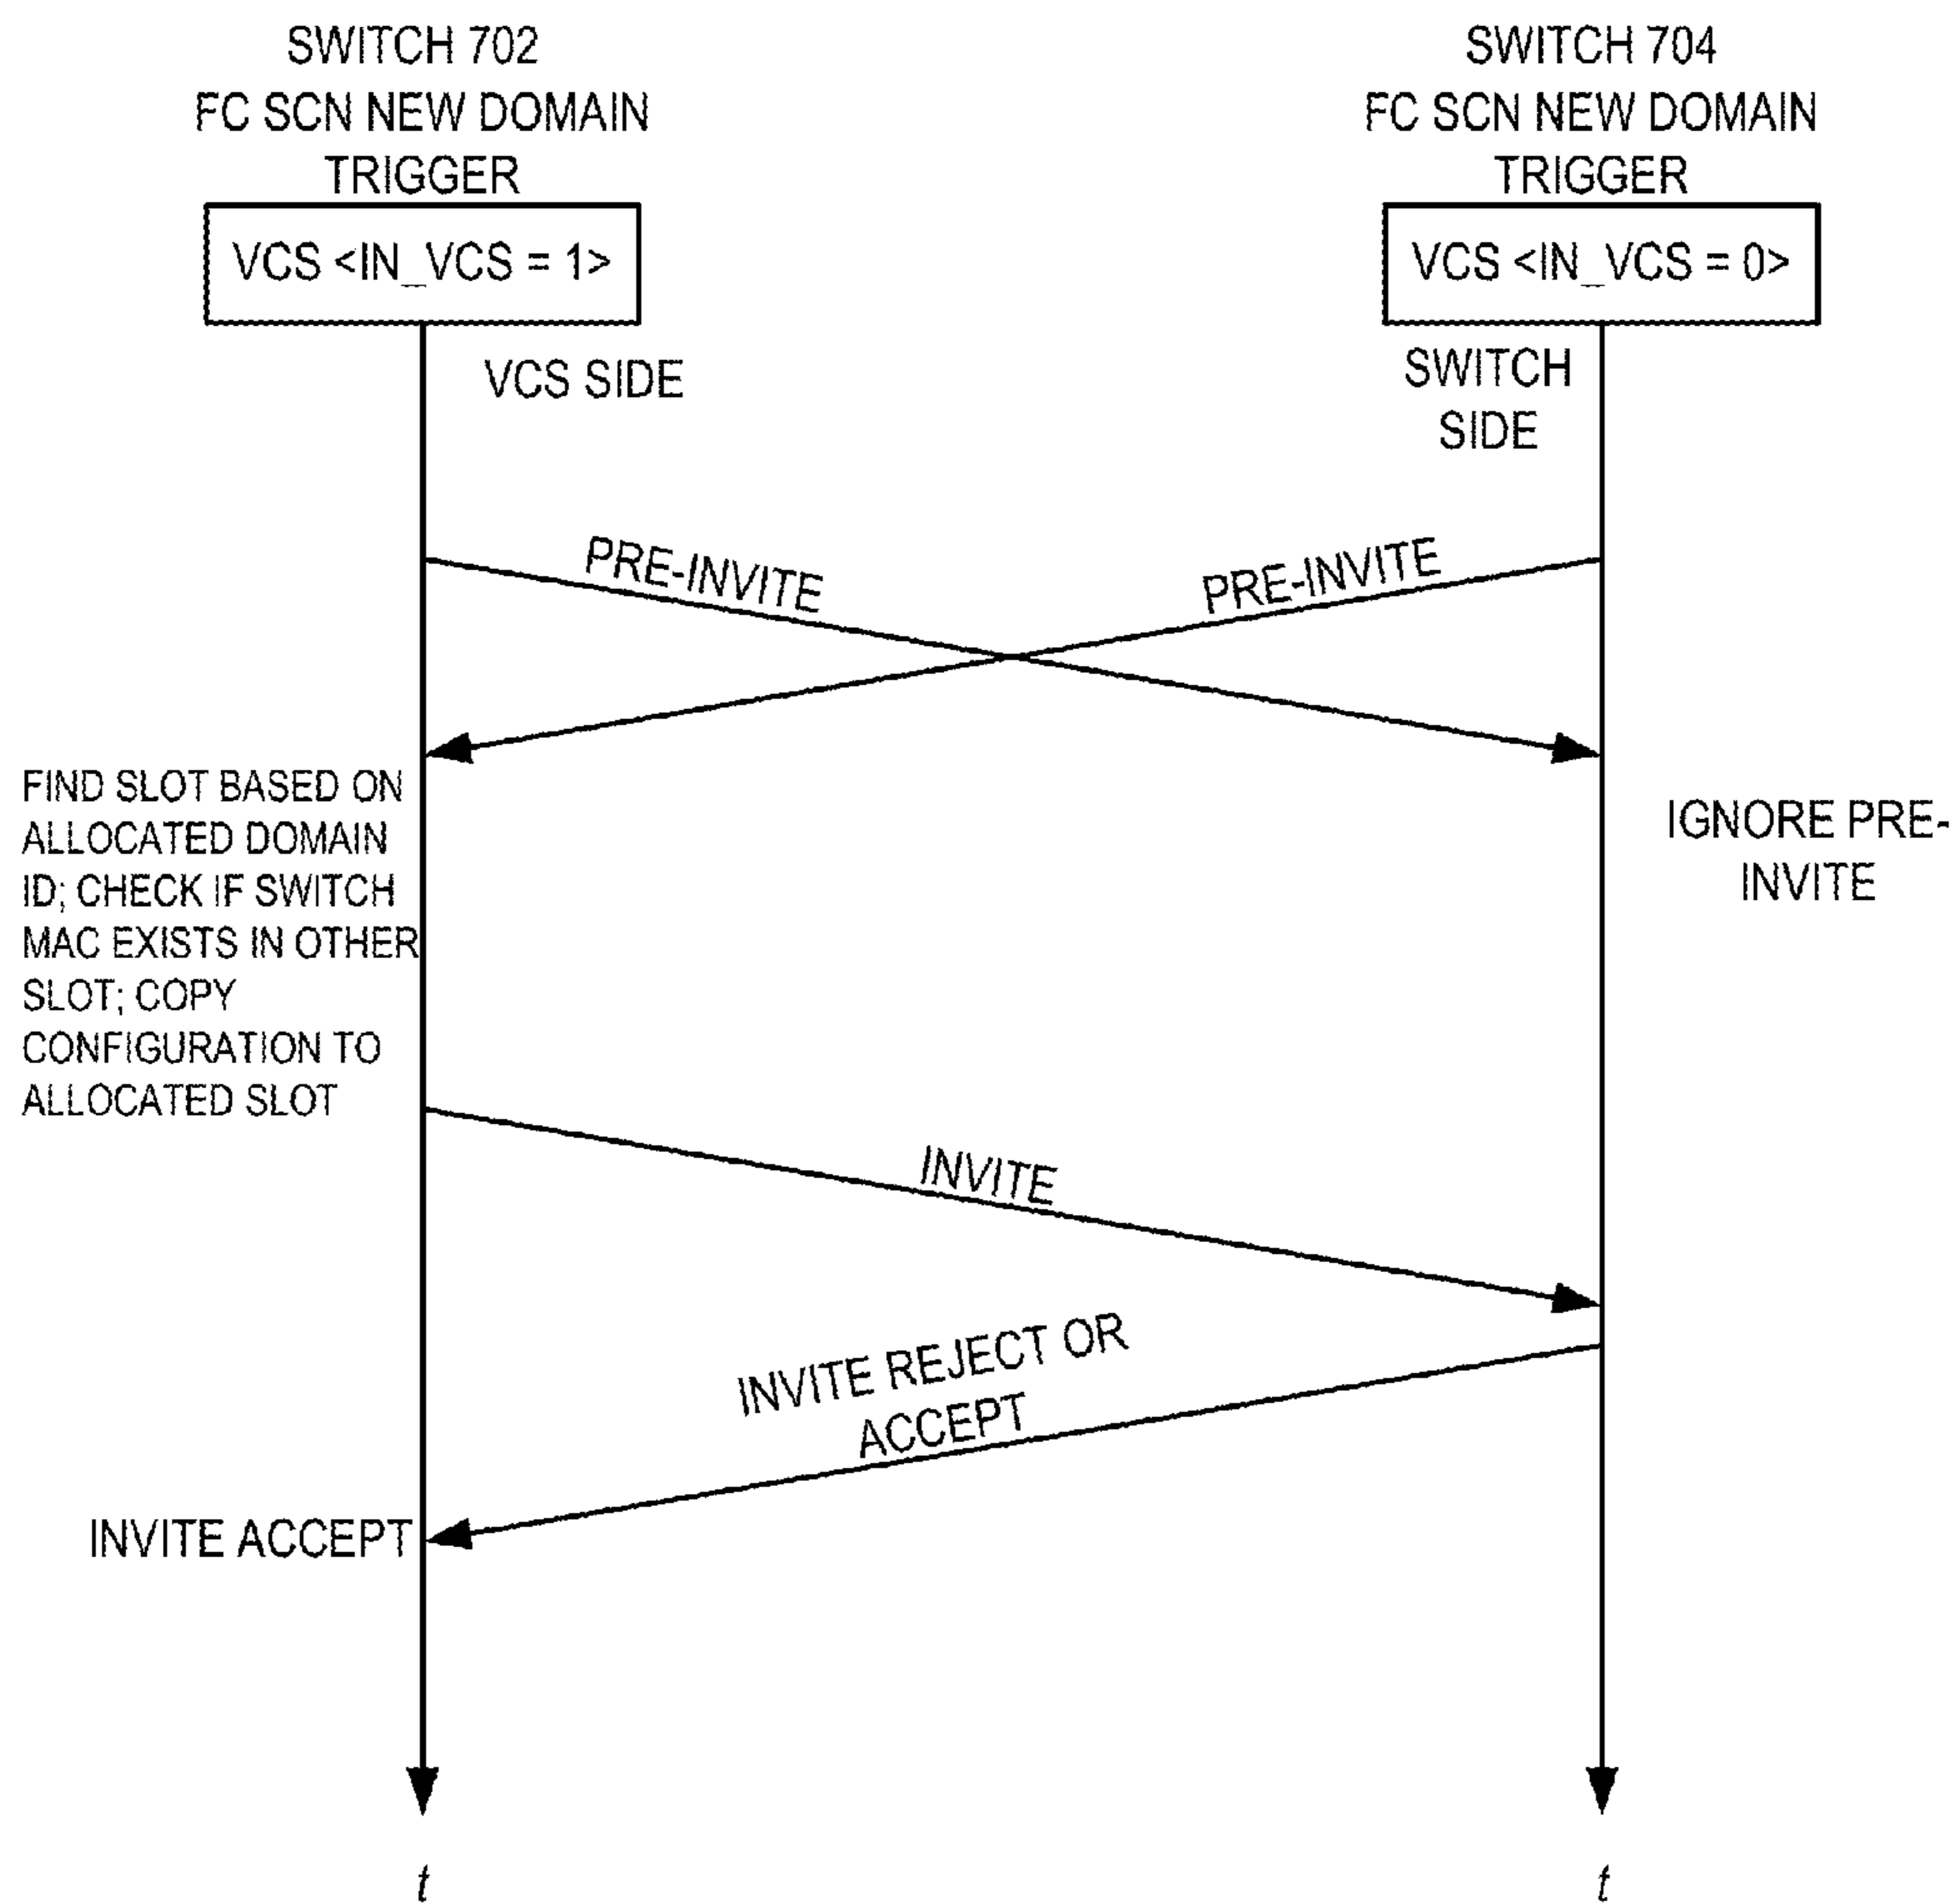 SWITCH 702
FC SCN NEW DOMAIN
TRIGGER
VCS <IN_VCS = 1>
VCS SIDE
SWITCH 704
FC SCN NEW DOMAIN
TRIGGER
VCS <IN_VCS = 0>
SWITCH
SIDE
PRE-INVITE
PRE-INVITE
FIND SLOT BASED ON
ALLOCATED DOMAIN
ID; CHECK IF SWITCH
MAC EXISTS IN OTHER
SLOT; COPY
CONFIGURATION TO
ALLOCATED SLOT
IGNORE PRE-
INVITE
INVITE
INVITE REJECT OR
ACCEPT
INVITE ACCEPT
t
t